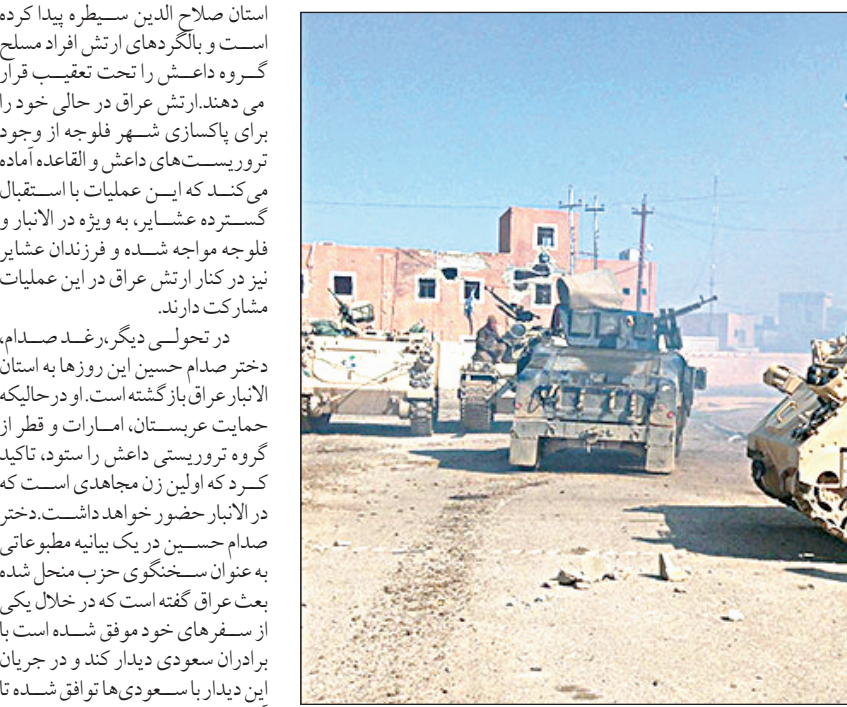 استان صلاح الدین سیطره پیدا کرده
است و بالگردهای ارتش افراد مسلح
گروه داعش را تحت تعقیب قرار
می دهند.ارتش عراق در حالی خود را
برای پاکسازی شهر فلوجه از وجود
تروریست‌های داعش و القاعده آماده
می‌کند که این عملیات با استقبال
گسترده عشایر، به ویژه در الانبار و
فلوجه مواجه شده و فرزندان عشایر
نیز در کنار ارتش عراق در این عملیات
مشارکت دارند.
در تحولی دیگر،رغد صدام،
دختر صدام حسین این روزها به استان
الانبار عراق بازگشته است. او در حالیکه
حمایت عربستان، امارات و قطر از
گروه تروریستی داعش را ستود، تاکید
کرد که اولین زن مجاهدی است که
در الانبار حضور خواهد داشت.دختر
صدام حسین در یک بیانیه مطبوعاتی
به عنوان سخنگوی حزب منحل شده
بعث عراق گفته است که در خلال یکی
از سفرهای خود موفق شده است با
برادران سعودی دیدار کند و در جریان
این دیدار با سعودی‌ها توافق شده تا